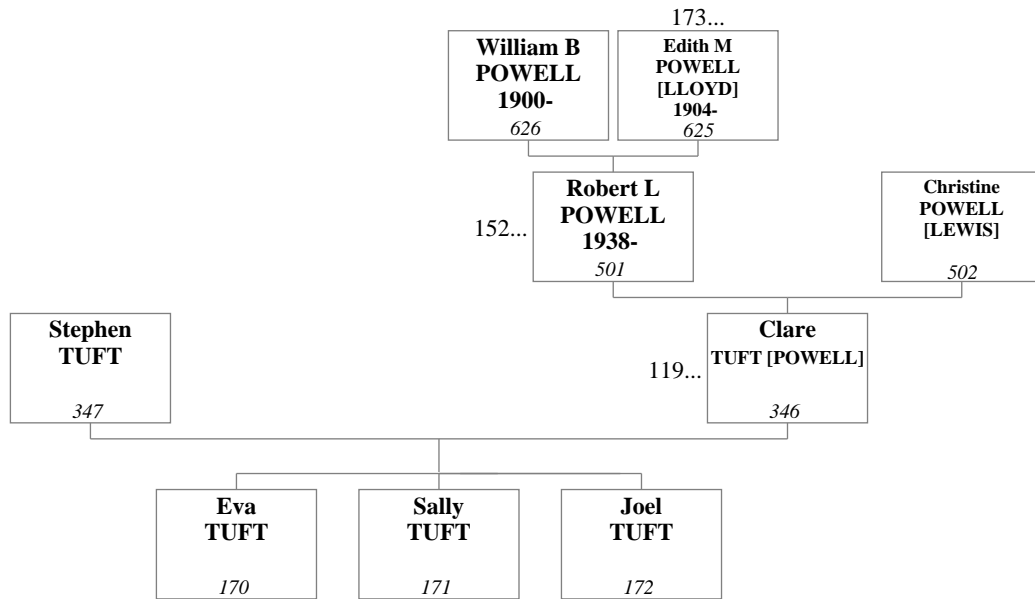 173...
William B
POWELL
1900-
626
Edith M
POWELL
[LLOYD]
1904-
625
152...
Robert L
POWELL
1938-
501
Christine
POWELL
[LEWIS]
502
Stephen
TUFT
347
119...
Clare
TUFT [POWELL]
346
Eva
TUFT
170
Sally
TUFT
171
Joel
TUFT
172